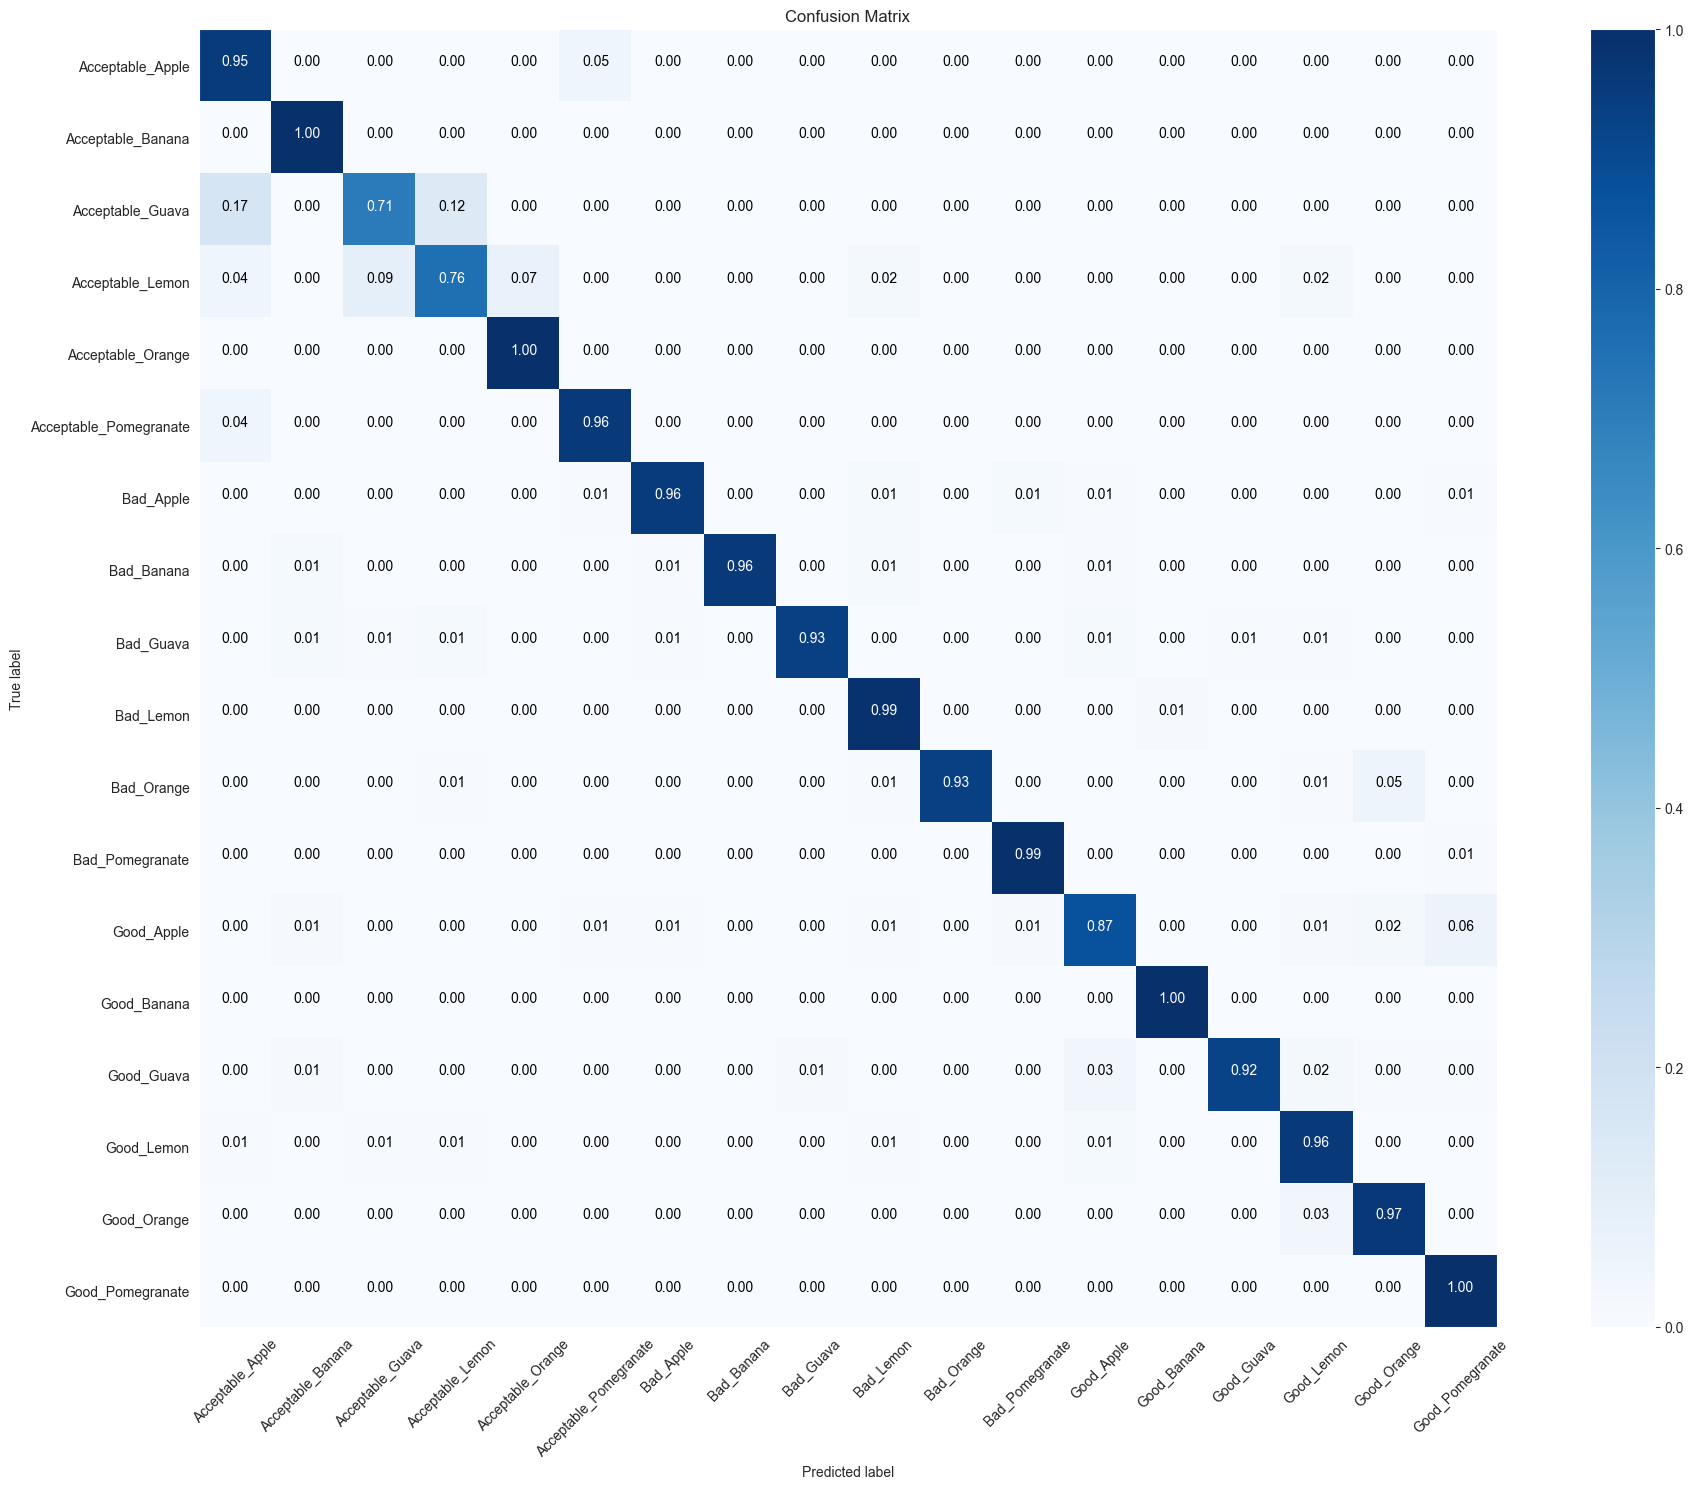 Confusion Matrix
Acceptable_Apple 0.95 0.00 0.00 0.00 0.00 0.05 0.00 0.00 0.00 0.00 0.00 0.00 0.00 0.00 0.00 0.00 0.00 0.00
Acceptable_Banana 0.00 1.00 0.00 0.00 0.00 0.00 0.00 0.00 0.00 0.00 0.00 0.00 0.00 0.00 0.00 0.00 0.00 0.00
Acceptable_Guava 0.17 0.00 0.71 0.12 0.00 0.00 0.00 0.00 0.00 0.00 0.00 0.00 0.00 0.00 0.00 0.00 0.00 0.00
Acceptable_Lemon 0.04 0.00 0.09 0.76 0.07 0.00 0.00 0.00 0.00 0.02 0.00 0.00 0.00 0.00 0.00 0.02 0.00 0.00
Acceptable_Orange 0.00 0.00 0.00 0.00 1.00 0.00 0.00 0.00 0.00 0.00 0.00 0.00 0.00 0.00 0.00 0.00 0.00 0.00
Acceptable_Pomegranate 0.04 0.00 0.00 0.00 0.00 0.96 0.00 0.00 0.00 0.00 0.00 0.00 0.00 0.00 0.00 0.00 0.00 0.00
Bad_Apple 0.00 0.00 0.00 0.00 0.00 0.01 0.96 0.00 0.00 0.01 0.00 0.01 0.01 0.00 0.00 0.00 0.00 0.01
Bad_Banana 0.00 0.01 0.00 0.00 0.00 0.00 0.01 0.96 0.00 0.01 0.00 0.00 0.01 0.00 0.00 0.00 0.00 0.00
Bad_Guava 0.00 0.01 0.01 0.01 0.00 0.00 0.01 0.00 0.93 0.00 0.00 0.00 0.01 0.00 0.01 0.01 0.00 0.00
Bad_Lemon 0.00 0.00 0.00 0.00 0.00 0.00 0.00 0.00 0.00 0.99 0.00 0.00 0.00 0.01 0.00 0.00 0.00 0.00
Bad_Orange 0.00 0.00 0.00 0.01 0.00 0.00 0.00 0.00 0.00 0.01 0.93 0.00 0.00 0.00 0.00 0.01 0.05 0.00
Bad_Pomegranate 0.00 0.00 0.00 0.00 0.00 0.00 0.00 0.00 0.00 0.00 0.00 0.99 0.00 0.00 0.00 0.00 0.00 0.01
Good_Apple 0.00 0.01 0.00 0.00 0.00 0.01 0.01 0.00 0.00 0.01 0.00 0.01 0.87 0.00 0.00 0.01 0.02 0.06
Good_Banana 0.00 0.00 0.00 0.00 0.00 0.00 0.00 0.00 0.00 0.00 0.00 0.00 0.00 1.00 0.00 0.00 0.00 0.00
Good_Guava 0.00 0.01 0.00 0.00 0.00 0.00 0.00 0.00 0.01 0.00 0.00 0.00 0.03 0.00 0.92 0.02 0.00 0.00
Good_Lemon 0.01 0.00 0.01 0.01 0.00 0.00 0.00 0.00 0.00 0.01 0.00 0.00 0.01 0.00 0.00 0.96 0.00 0.00
Good_Orange 0.00 0.00 0.00 0.00 0.00 0.00 0.00 0.00 0.00 0.00 0.00 0.00 0.00 0.00 0.00 0.03 0.97 0.00
Good_Pomegranate 0.00 0.00 0.00 0.00 0.00 0.00 0.00 0.00 0.00 0.00 0.00 0.00 0.00 0.00 0.00 0.00 0.00 1.00
True label
Acceptable_Apple
Acceptable_Banana
Acceptable_Guava
Acceptable_Lemon
Acceptable_Orange
Acceptable_Pomegranate
Bad_Apple
Bad_Banana
Bad_Guava
Bad_Lemon
Bad_Orange
Bad_Pomegranate
Good_Apple
Good_Banana
Good_Guava
Good_Lemon
Good_Orange
Good_Pomegranate
Predicted label
1.0
0.8
0.6
0.4
0.2
0.0